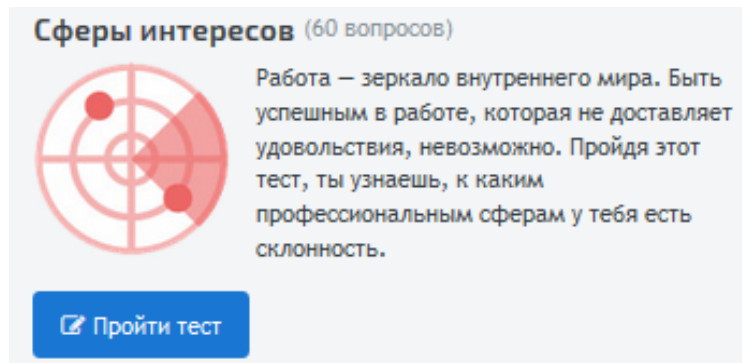 Сферы интересов (60 вопросов)
Работа — зеркало внутреннего мира. Быть
успешным в работе, которая не доставляет
удовольствия, невозможно. Пройдя этот
тест, ты узнаешь, к каким
профессиональным сферам у тебя есть
склонность.
Пройти тест